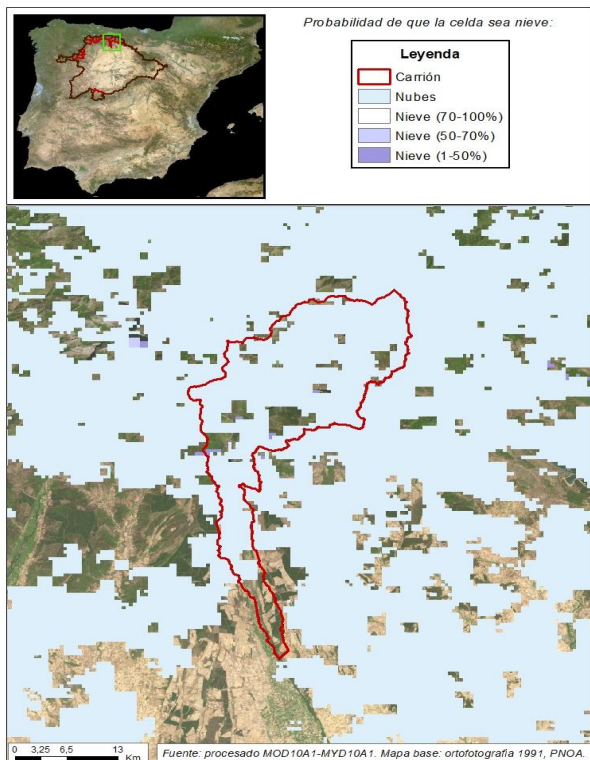 Probabilidad de que la celda sea nieve:
Leyenda
Carrión
Nubes
Nieve (70-100%)
Nieve (50-70%)
Nieve (1-50%)
0 3,25 6,5 13
Km
Fuente: procesado MOD10A1-MYD10A1. Mapa base: ortofotografía 1991, PNOA.